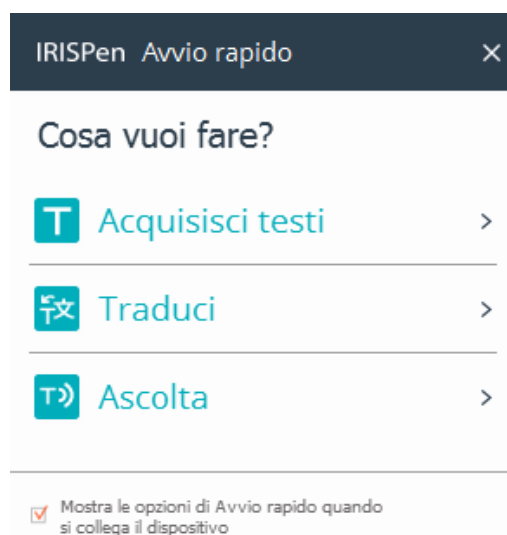 IRISPen Avvio rapido
Cosa vuoi fare?
Acquisisci testi
Traduci
Ascolta
Mostra le opzioni di Avvio rapido quando
si collega il dispositivo